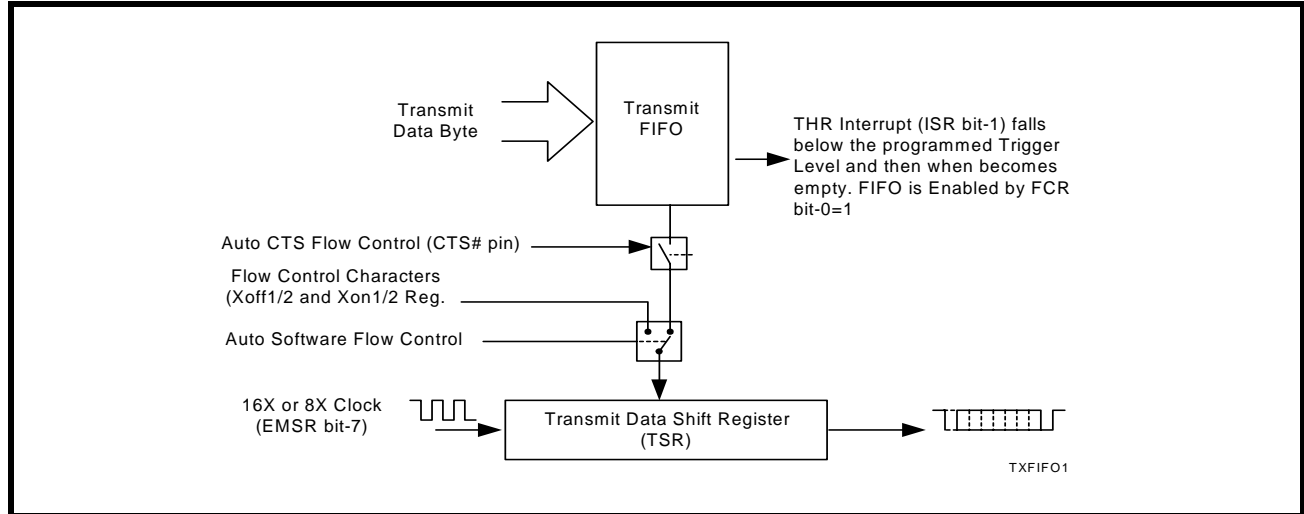 Transmit
Data Byte
Transmit
FIFO
THR Interrupt (ISR bit-1) falls
below the programmed Trigger
Level and then when becomes
empty. FIFO is Enabled by FCR
bit-0=1
Auto CTS Flow Control (CTS# pin)
Flow Control Characters
(Xoff1/2 and Xon1/2 Reg.
Auto Software Flow Control
16X or 8X Clock
(EMSR bit-7)
Transmit Data Shift Register
(TSR)
TXFIFO1